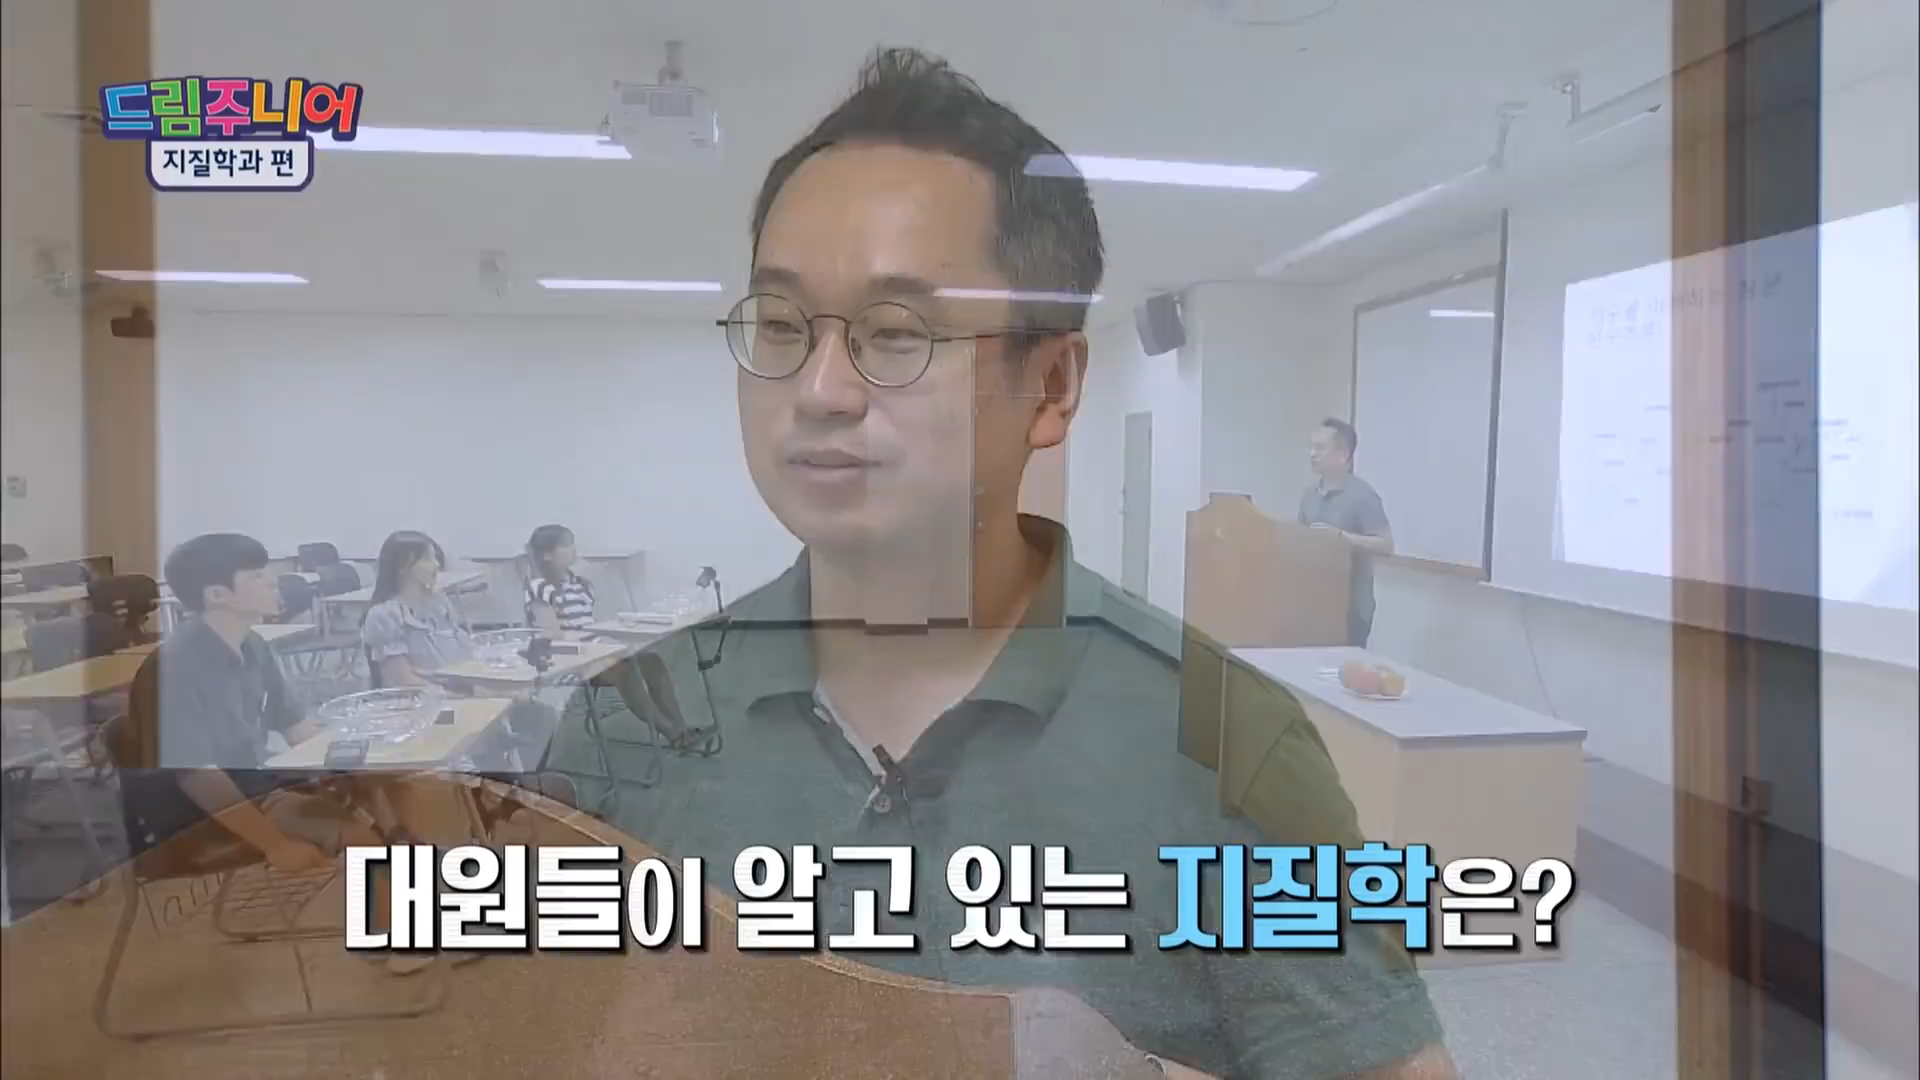 드림주니어
지질학과 편
대원들이 알고 있는 지질학은?